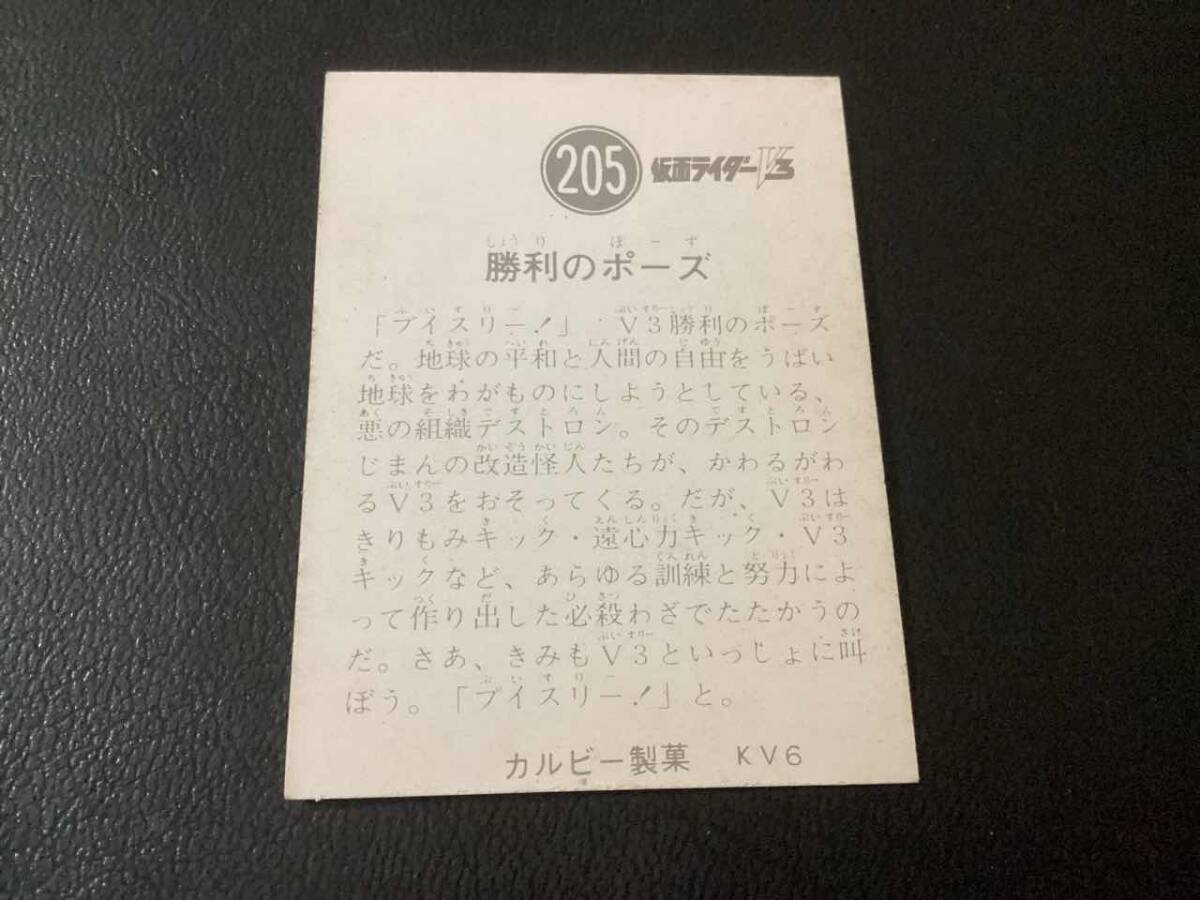 205 仮面ライダーV3
勝利のポーズ
「ブイスリー!」 V3勝利のポーズ
だ。地球の平和と人間の自由をうばい
地球をわがものにしようとしている、
悪の組織デストロン。そのデストロン
じまんの改造怪人たちが、かわるがわ
るV3をおそってくる。だが、V3は
きりもみキック・遠心力キック・V3
キックなど、あらゆる訓練と努力によ
って作り出した必殺わざでたたかうの
だ。さあ、きみもV3といっしょに叫
ぼう。「ブイスリー!」と。
カルビー製菓 KV6